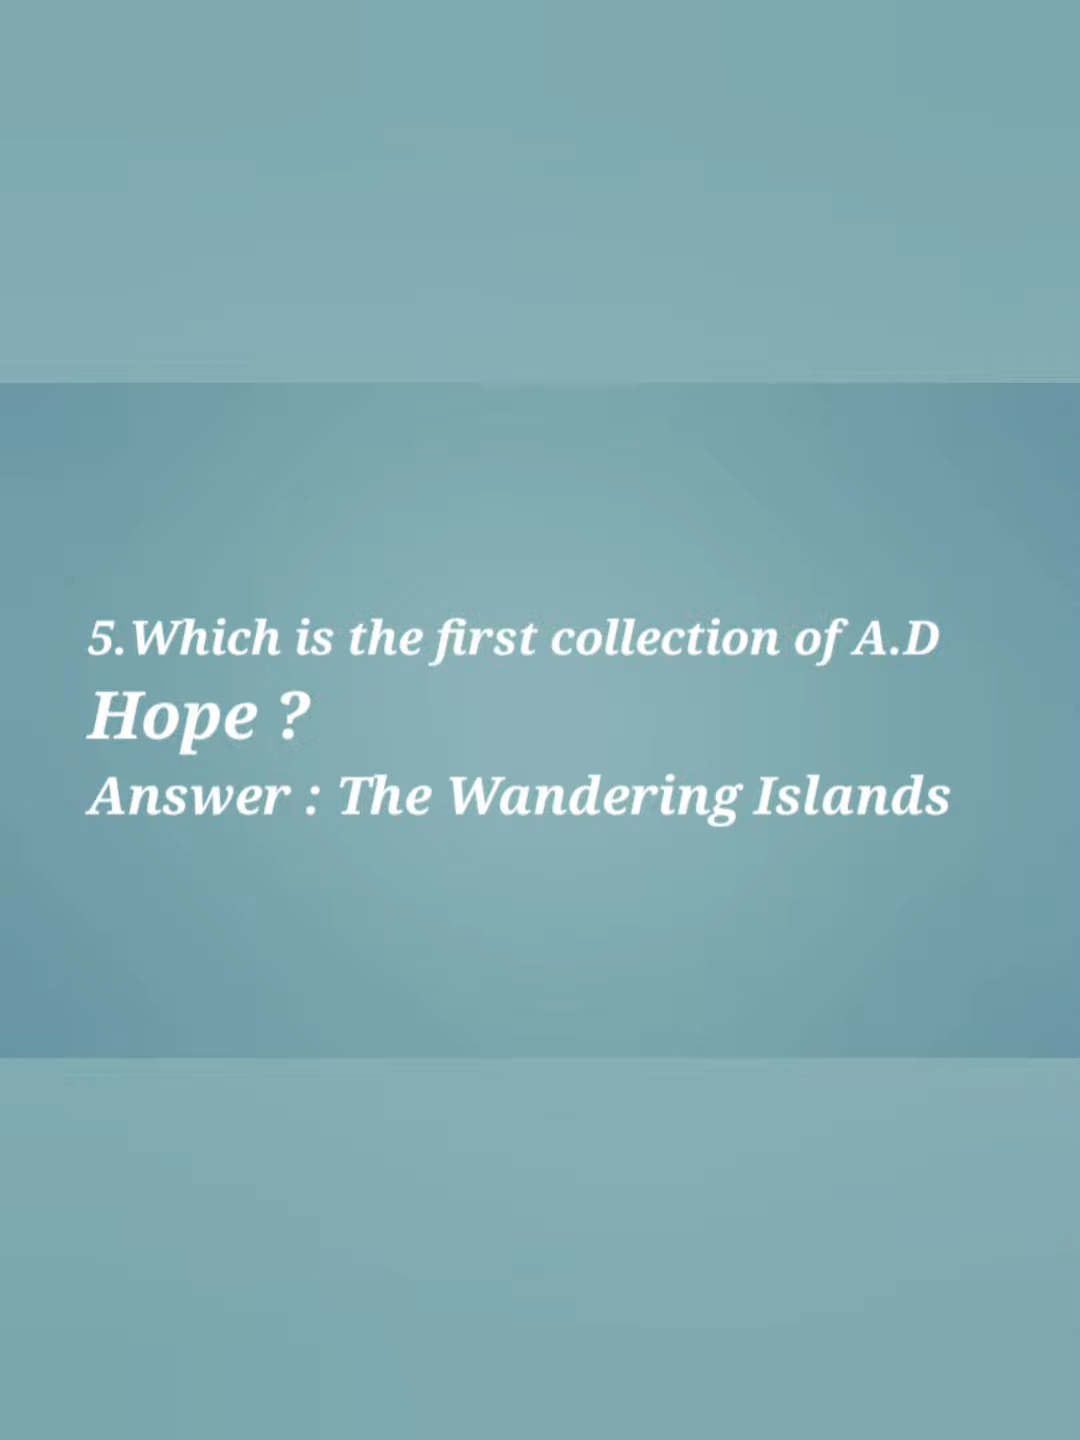 5.Which is the first collection of A.D
Hope ?
Answer : The Wandering Islands